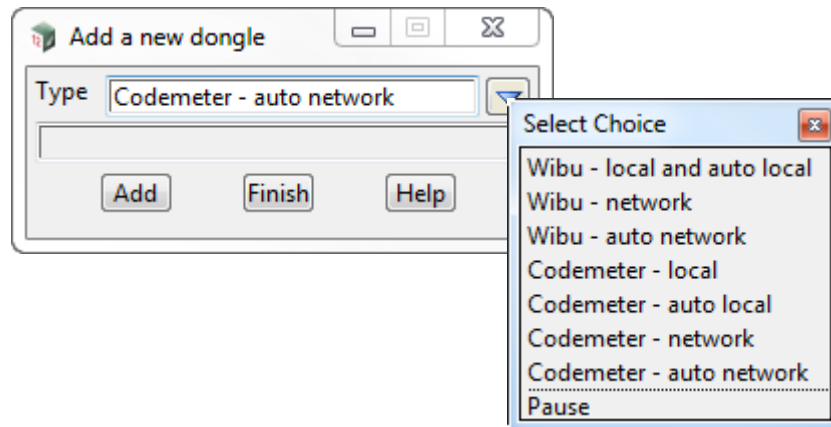 Add a new dongle
Type Codemeter - auto network
Add Finish Help
Select Choice
Wibu - local and auto local
Wibu - network
Wibu - auto network
Codemeter - local
Codemeter - auto local
Codemeter - network
Codemeter - auto network
Pause